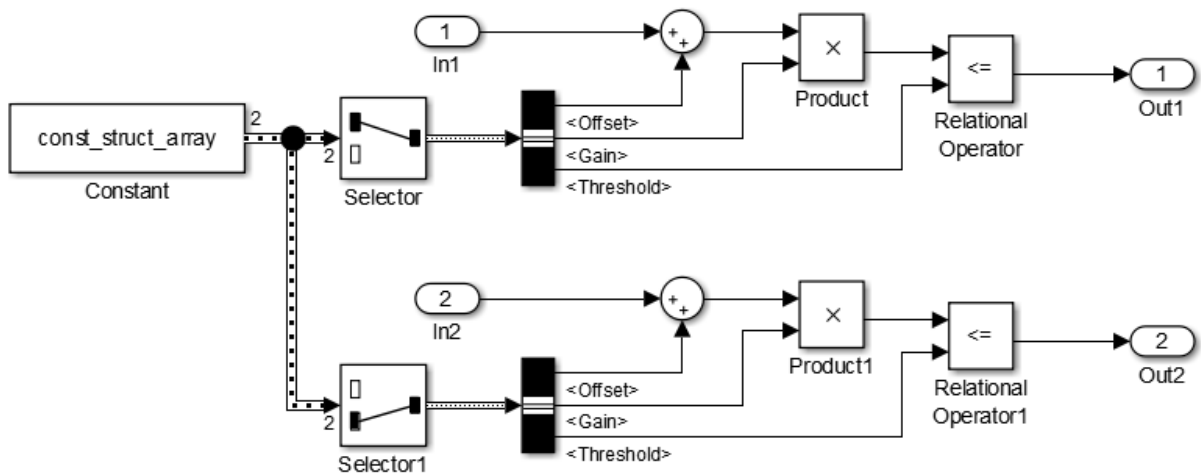 1
In1
+
+
×
Product
<=
Relational
Operator
1
Out1
const_struct_array
Constant
2
2
Selector
<Offset>
<Gain>
<Threshold>
2
In2
+
+
×
Product1
<=
Relational
Operator1
2
Out2
2
Selector1
<Offset>
<Gain>
<Threshold>